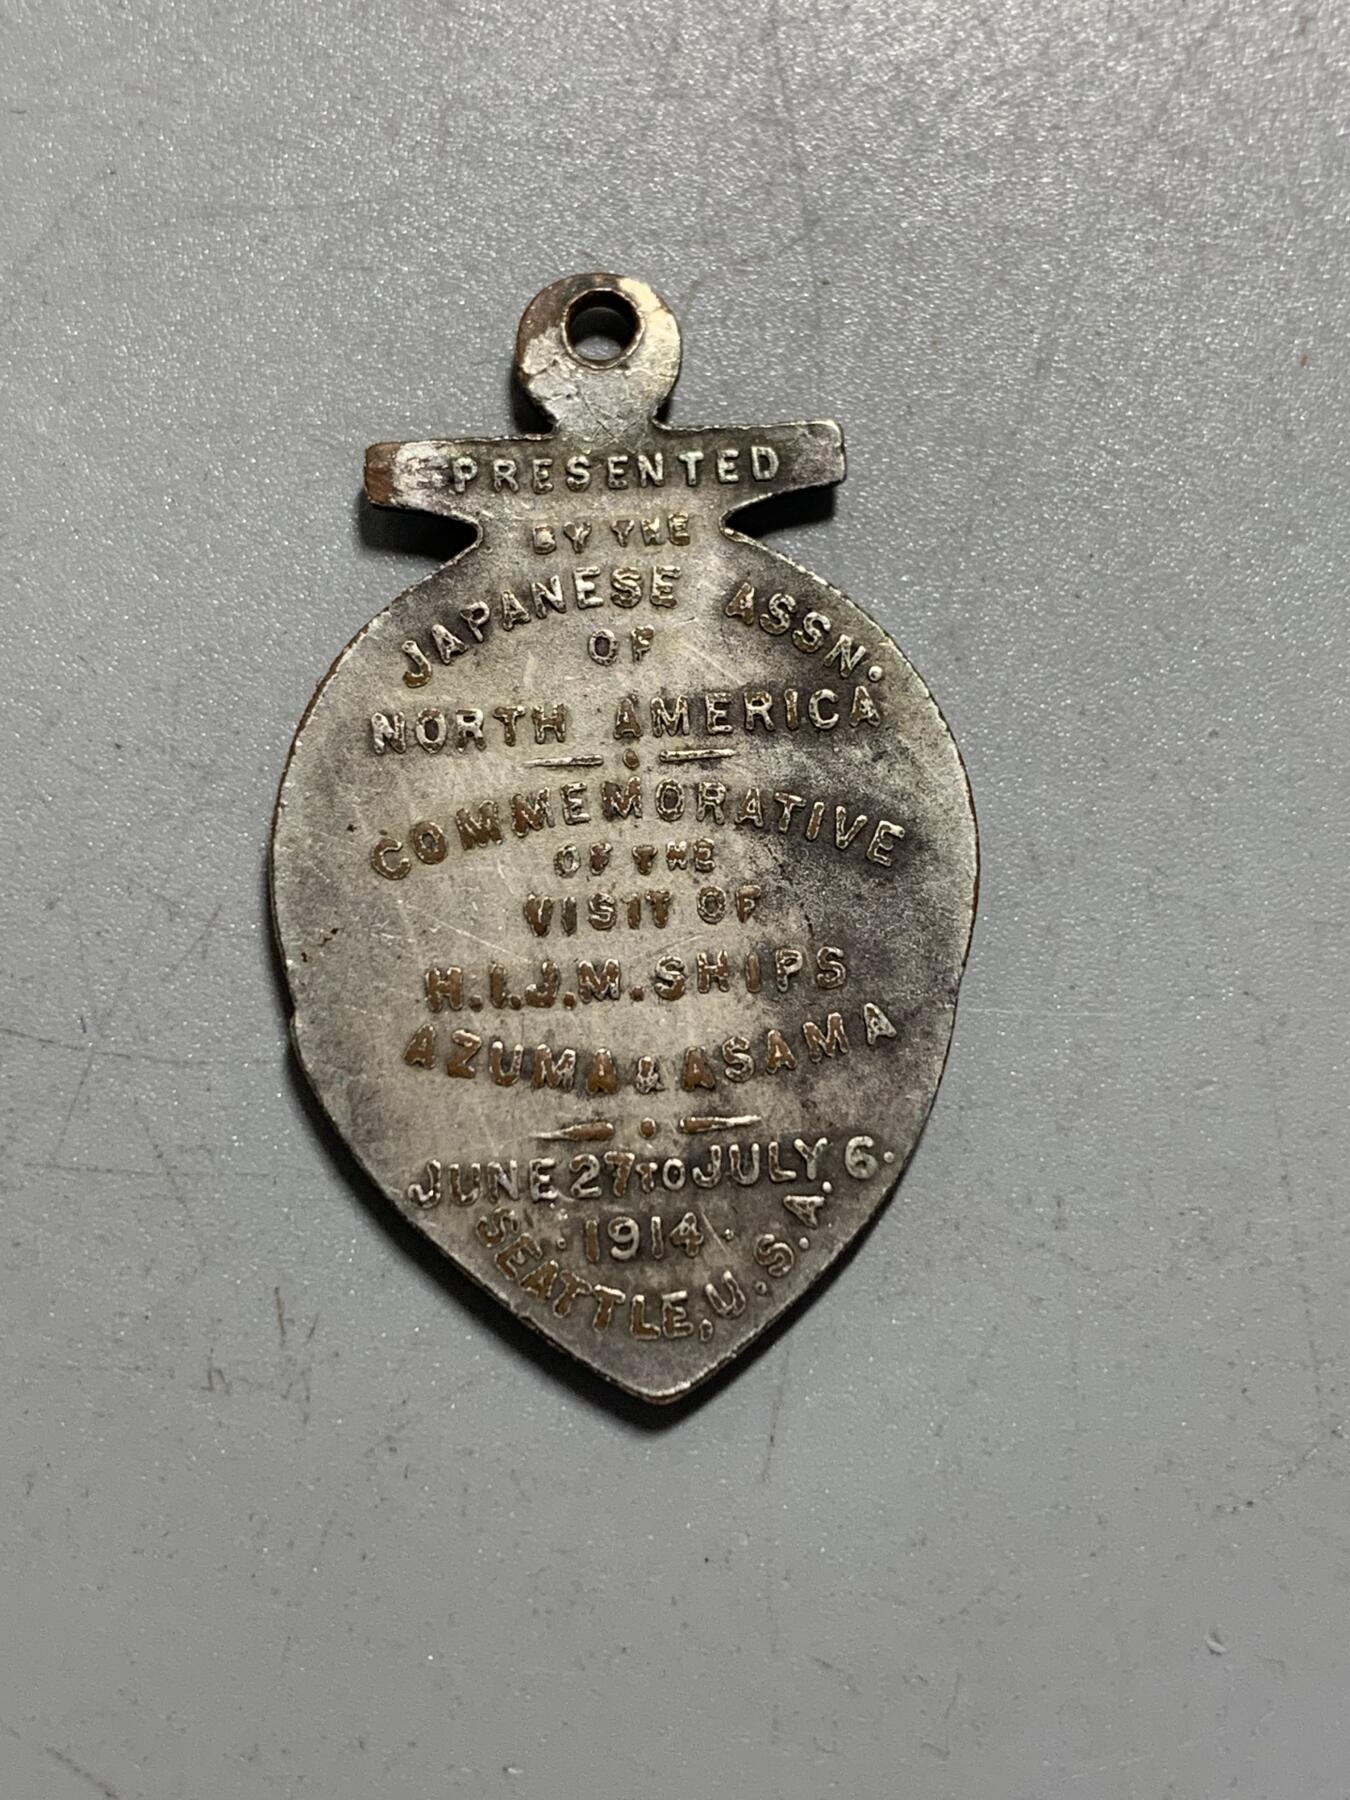 PRESENTED
BY THE
JAPANESE ASSN.
OF
NORTH AMERICA
COMMEMORATIVE
OF THE
VISIT OF
H.I.J.M. SHIPS
AZUMA & ASAMA
JUNE 27 TO JULY 6.
· 1914 ·
SEATTLE, U.S.A.